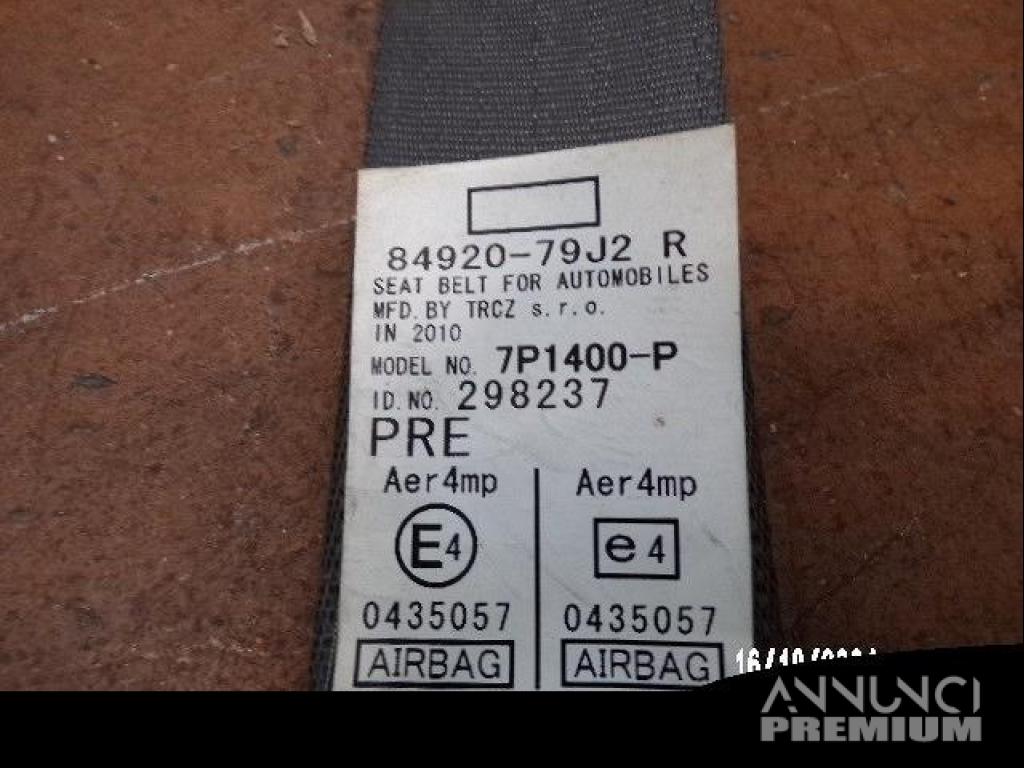 84920-79J2 R
SEAT BELT FOR AUTOMOBILES
MFD. BY TRCZ s.r.o.
IN 2010
MODEL NO. 7P1400-P
ID. NO. 298237
PRE
Aer4mp Aer4mp
E4 e4
0435057 0435057
AIRBAG AIRBAG
ANNUNCI
PREMIUM